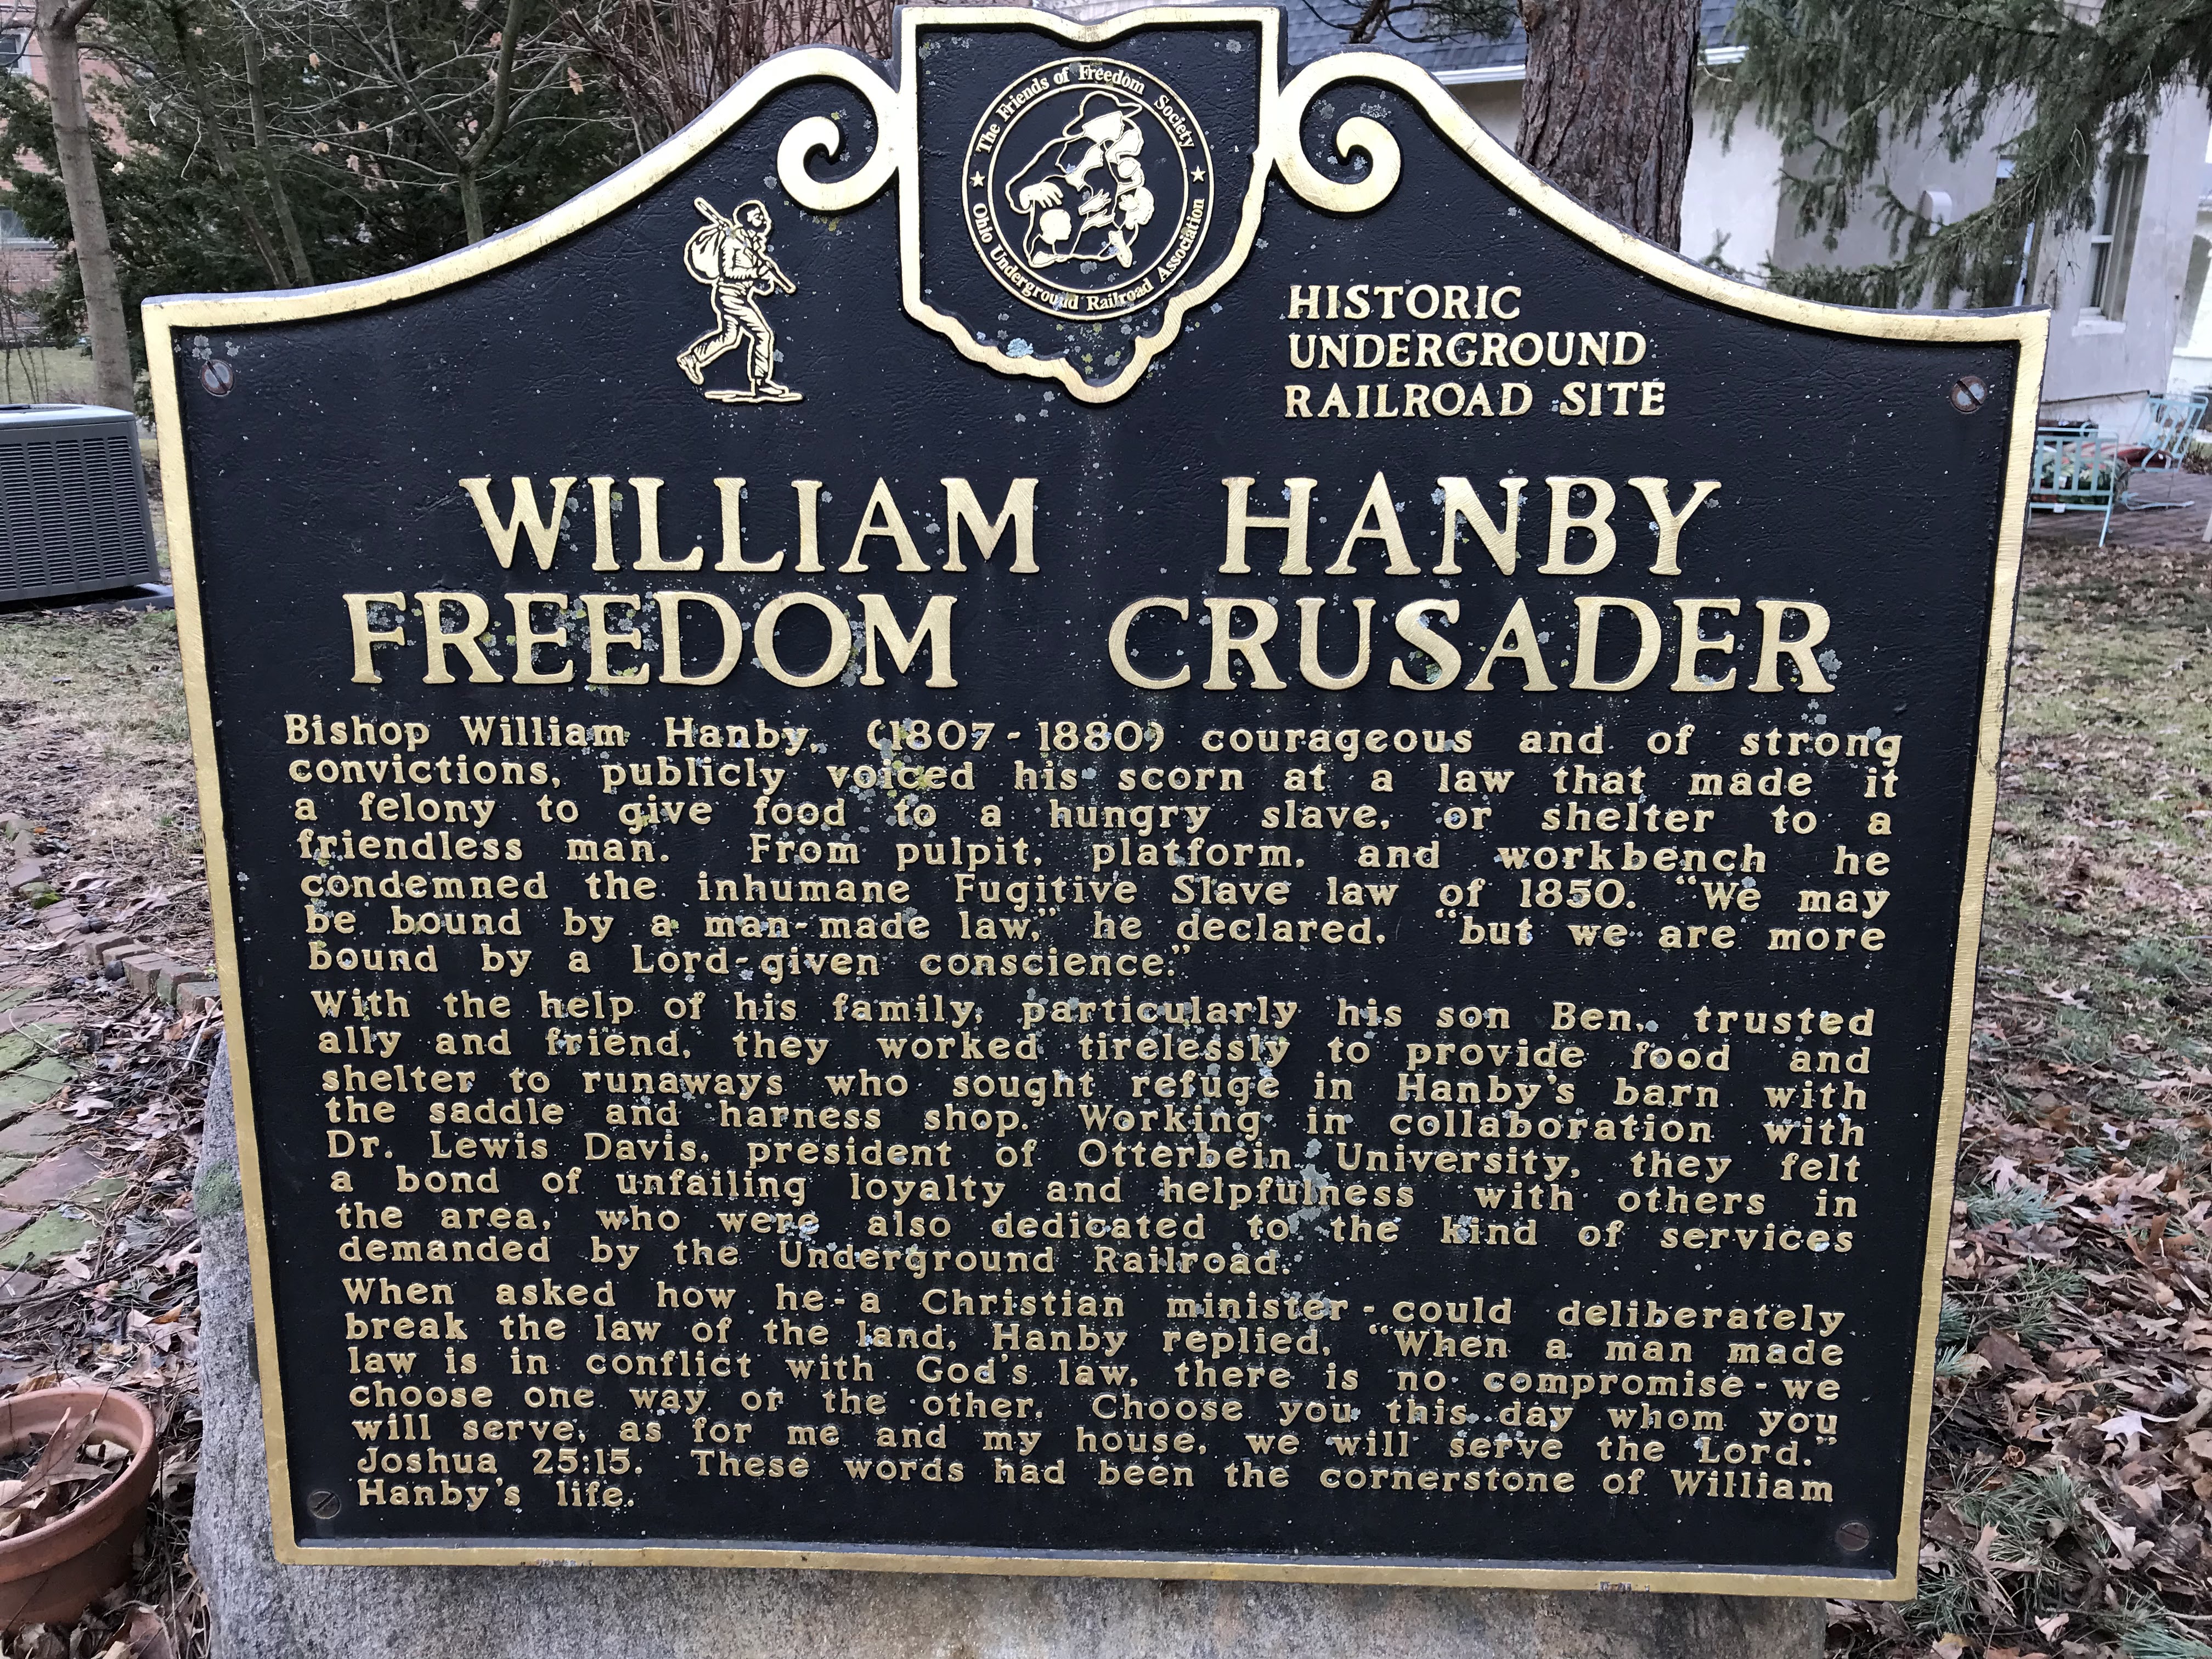 The Friends of Freedom Society
Ohio Underground Railroad Association
HISTORIC
UNDERGROUND
RAILROAD SITE
WILLIAM HANBY
FREEDOM CRUSADER
Bishop William Hanby, (1807-1880) courageous and of strong
convictions, publicly voiced his scorn at a law that made it
a felony to give food to a hungry slave, or shelter to a
friendless man. From pulpit, platform, and workbench he
condemned the inhumane Fugitive Slave law of 1850. "We may
be bound by a man-made law," he declared, "but we are more
bound by a Lord-given conscience."
With the help of his family, particularly his son Ben, trusted
ally and friend, they worked tirelessly to provide food and
shelter to runaways who sought refuge in Hanby's barn with
the saddle and harness shop. Working in collaboration with
Dr. Lewis Davis, president of Otterbein University, they felt
a bond of unfailing loyalty and helpfulness with others in
the area, who were also dedicated to the kind of services
demanded by the Underground Railroad.
When asked how he-a Christian minister-could deliberately
break the law of the land, Hanby replied, "When a man made
law is in conflict with God's law, there is no compromise-we
choose one way or the other. Choose you this day whom you
will serve, as for me and my house, we will serve the Lord."
Joshua 25:15. These words had been the cornerstone of William
Hanby's life.